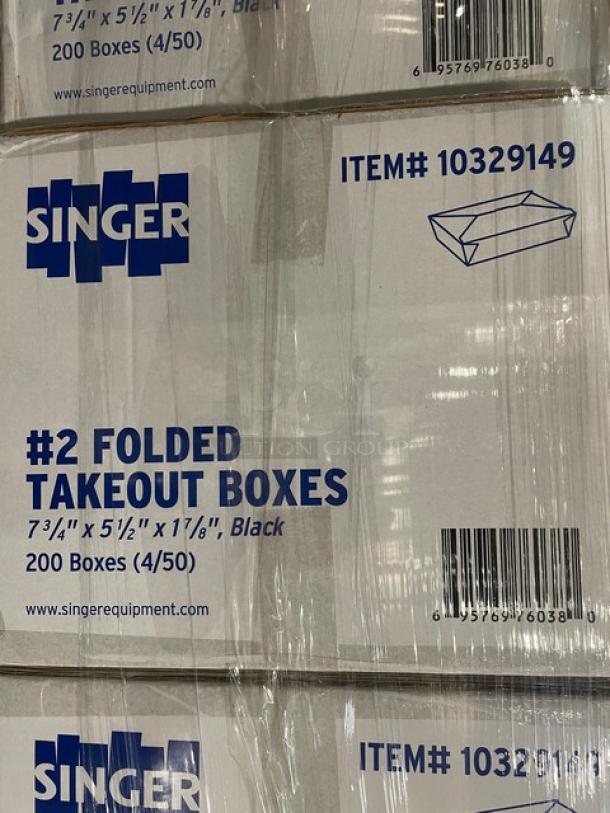 7 3/4" x 5 1/2" x 1 7/8", Black
200 Boxes (4/50)
www.singerequipment.com
6 95769 76038 0
SINGER
ITEM# 10329149
#2 FOLDED
TAKEOUT BOXES
7 3/4" x 5 1/2" x 1 7/8", Black
200 Boxes (4/50)
www.singerequipment.com
6 95769 76038 0
SINGER
ITEM# 10329149